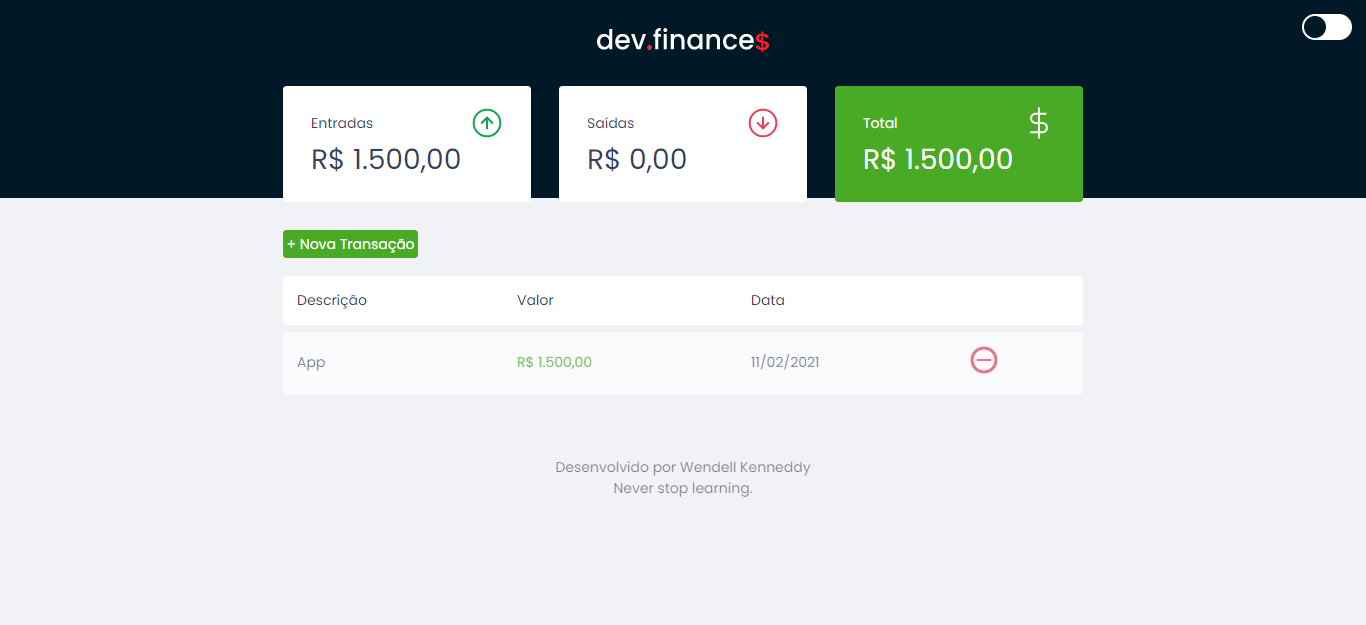 dev.finance$
Entradas
R$ 1.500,00
Saídas
R$ 0,00
Total
$
R$ 1.500,00
+ Nova Transação
Descrição Valor Data
App R$ 1.500,00 11/02/2021
Desenvolvido por Wendell Kenneddy
Never stop learning.